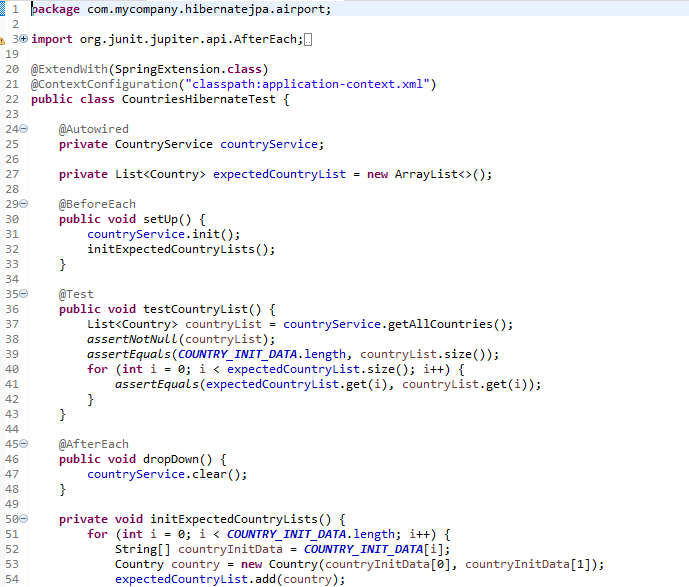 1 package com.mycompany.hibernatejpa.airport;
2
3 import org.junit.jupiter.api.AfterEach;
19
20 @ExtendWith(SpringExtension.class)
21 @ContextConfiguration("classpath:application-context.xml")
22 public class CountriesHibernateTest {
23
24 @Autowired
25 private CountryService countryService;
26
27 private List<Country> expectedCountryList = new ArrayList<>();
28
29 @BeforeEach
30 public void setUp() {
31 countryService.init();
32 initExpectedCountryLists();
33 }
34
35 @Test
36 public void testCountryList() {
37 List<Country> countryList = countryService.getAllCountries();
38 assertNotNull(countryList);
39 assertEquals(COUNTRY_INIT_DATA.length, countryList.size());
40 for (int i = 0; i < expectedCountryList.size(); i++) {
41 assertEquals(expectedCountryList.get(i), countryList.get(i));
42 }
43 }
44
45 @AfterEach
46 public void dropDown() {
47 countryService.clear();
48 }
49
50 private void initExpectedCountryLists() {
51 for (int i = 0; i < COUNTRY_INIT_DATA.length; i++) {
52 String[] countryInitData = COUNTRY_INIT_DATA[i];
53 Country country = new Country(countryInitData[0], countryInitData[1]);
54 expectedCountryList.add(country);